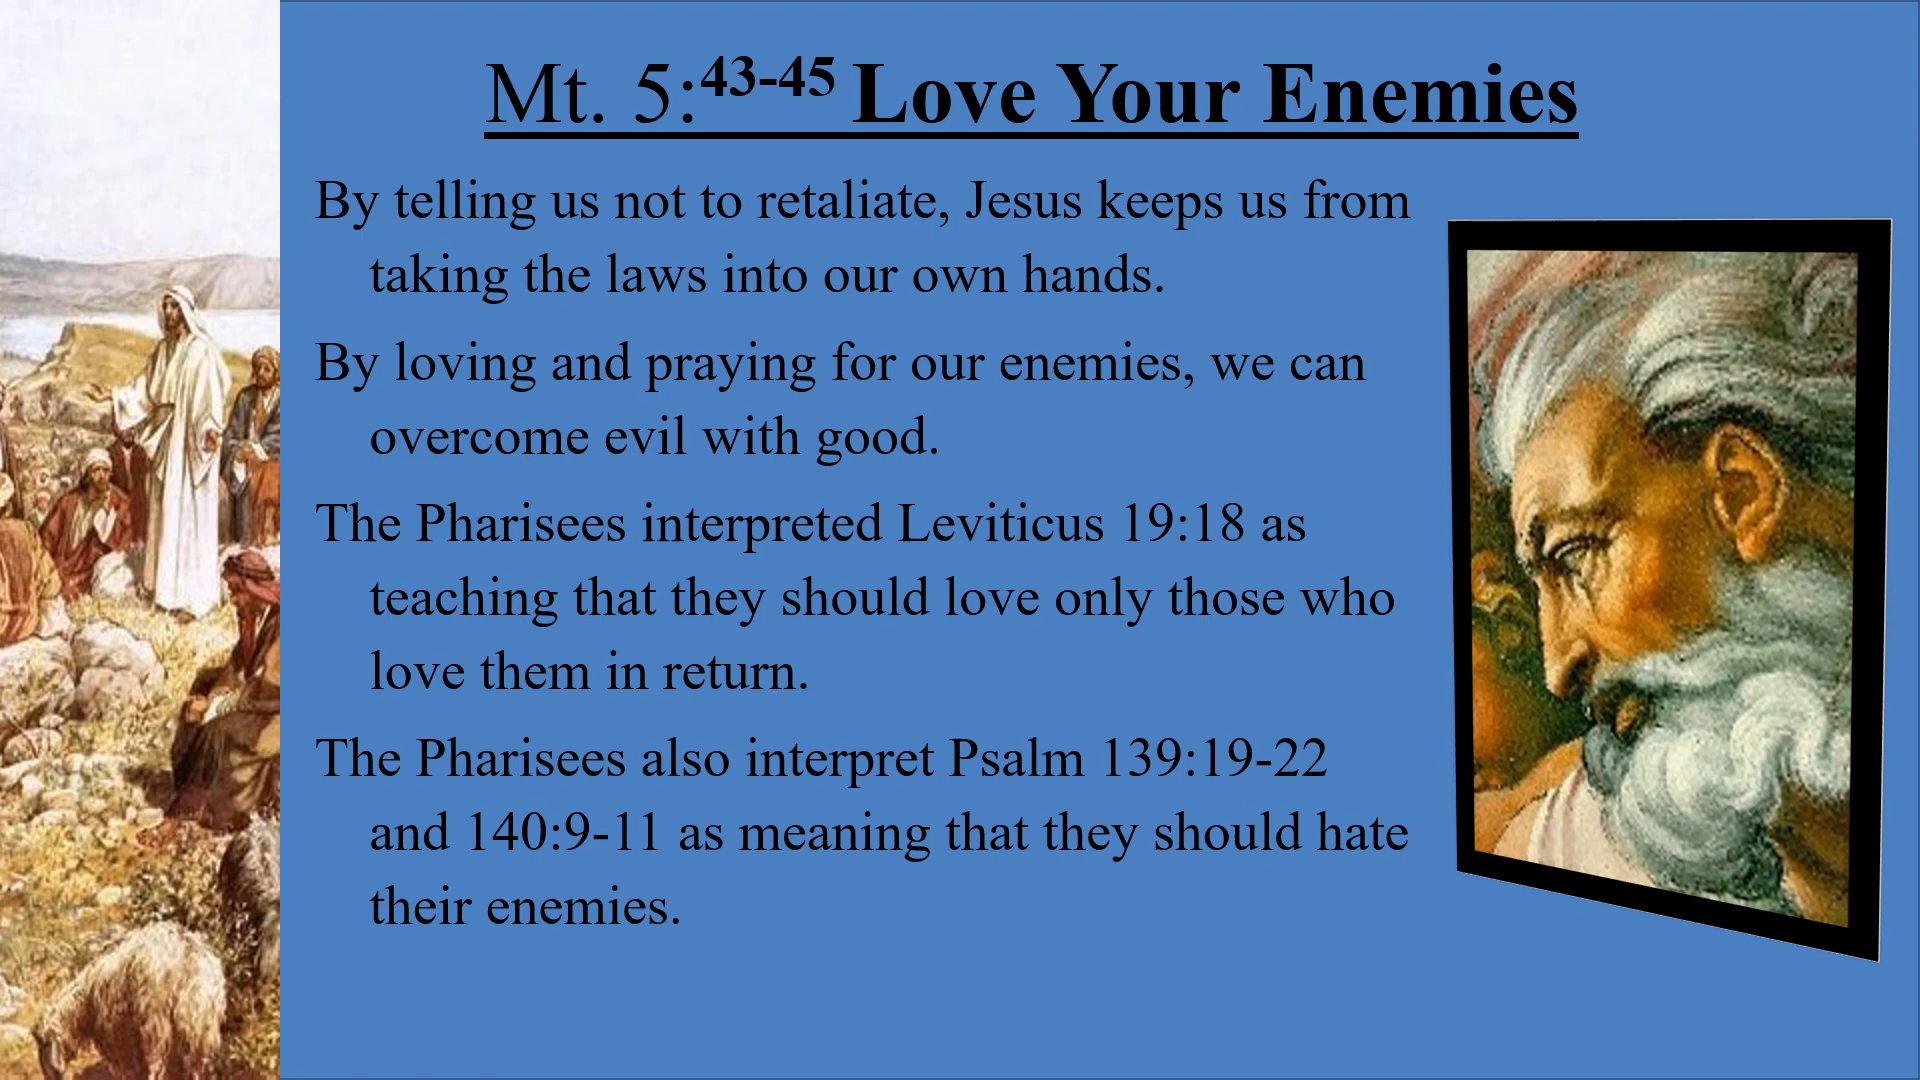 Mt. 5:43-45 Love Your Enemies
By telling us not to retaliate, Jesus keeps us from
taking the laws into our own hands.
By loving and praying for our enemies, we can
overcome evil with good.
The Pharisees interpreted Leviticus 19:18 as
teaching that they should love only those who
love them in return.
The Pharisees also interpret Psalm 139:19-22
and 140:9-11 as meaning that they should hate
their enemies.